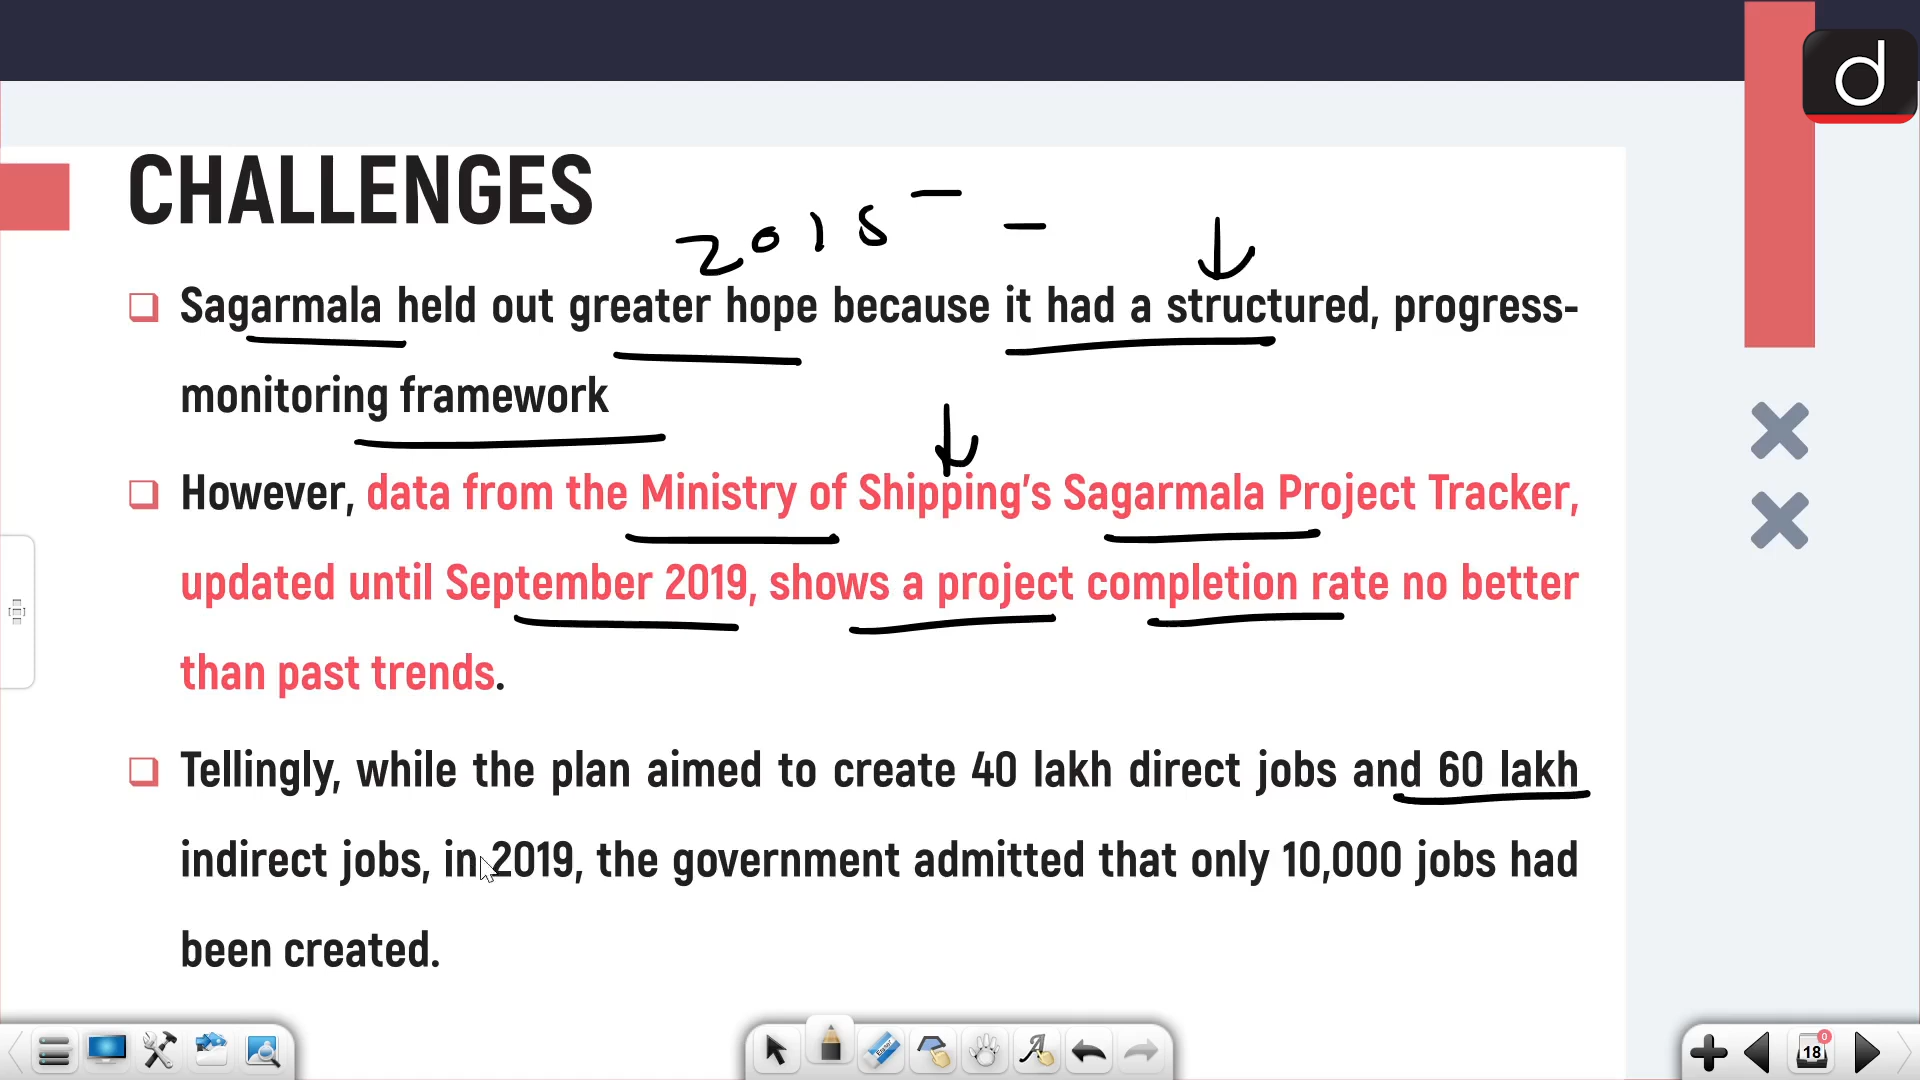 CHALLENGES
2015 - -
Sagarmala held out greater hope because it had a structured, progress-
monitoring framework
However, data from the Ministry of Shipping's Sagarmala Project Tracker,
updated until September 2019, shows a project completion rate no better
than past trends.
Tellingly, while the plan aimed to create 40 lakh direct jobs and 60 lakh
indirect jobs, in 2019, the government admitted that only 10,000 jobs had
been created.
d
Eraser
A
18
0